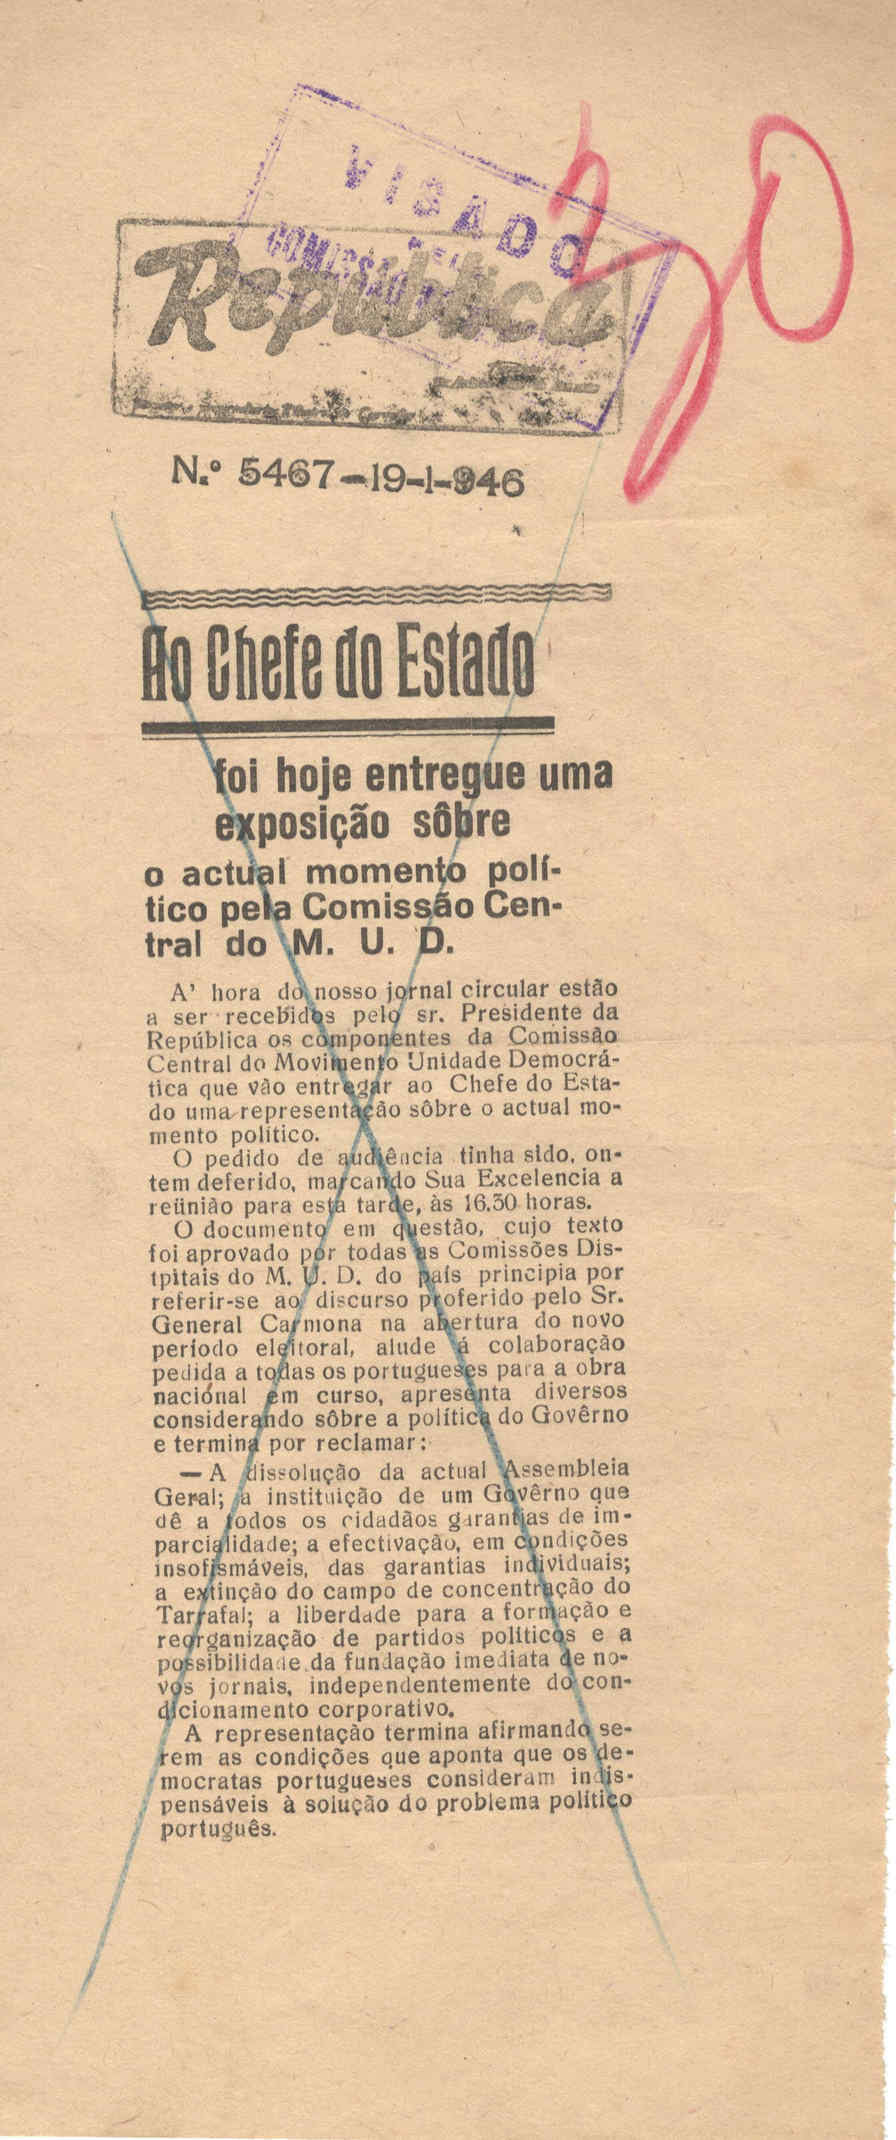 30
VISADO
COMISSÃO
República
N.º 5467-19-1-946
Ao Chefe do Estado
foi hoje entregue uma
exposição sôbre
o actual momento polí-
tico pela Comissão Cen-
tral do M. U. D.
A' hora do nosso jornal circular estão
a ser recebidos pelo sr. Presidente da
República os componentes da Comissão
Central do Movimento Unidade Democrá-
tica que vão entregar ao Chefe do Esta-
do uma representação sôbre o actual mo-
mento politico.
O pedido de audiência tinha sido, on-
tem deferido, marcando Sua Excelencia a
reünião para esta tarde, às 16.30 horas.
O documento em questão, cujo texto
foi aprovado por todas as Comissões Dis-
tpitais do M. U. D. do país principia por
referir-se ao discurso proferido pelo Sr.
General Carmona na abertura do novo
período eleitoral, alude á colaboração
pedida a todas os portugueses para a obra
nacional em curso, apresenta diversos
considerando sôbre a política do Govêrno
e termina por reclamar:
— A dissolução da actual Assembleia
Geral; a instituição de um Govêrno que
dê a todos os cidadãos garantias de im-
parcialidade; a efectivação, em condições
insofismáveis, das garantias individuais;
a extinção do campo de concentração do
Tarrafal; a liberdade para a formação e
reorganização de partidos politicos e a
possibilidade da fundação imediata de no-
vos jornais, independentemente do con-
dicionamento corporativo.
A representação termina afirmando se-
rem as condições que aponta que os de-
mocratas portugueses consideram indis-
pensáveis à solução do problema político
português.